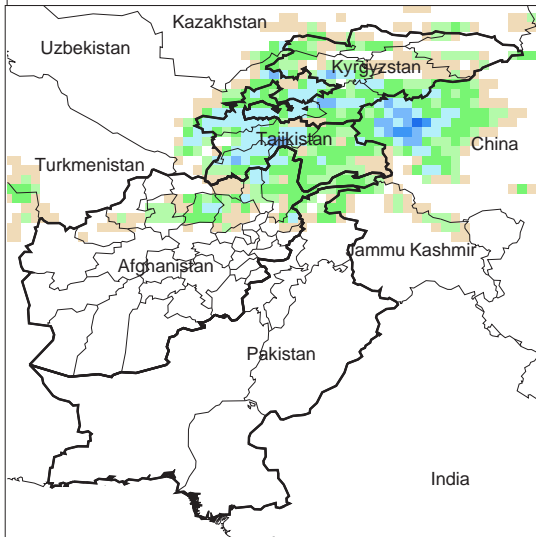 Kazakhstan
Uzbekistan
Kyrgyzstan
Tajikistan
China
Turkmenistan
Jammu Kashmir
Afghanistan
Pakistan
India